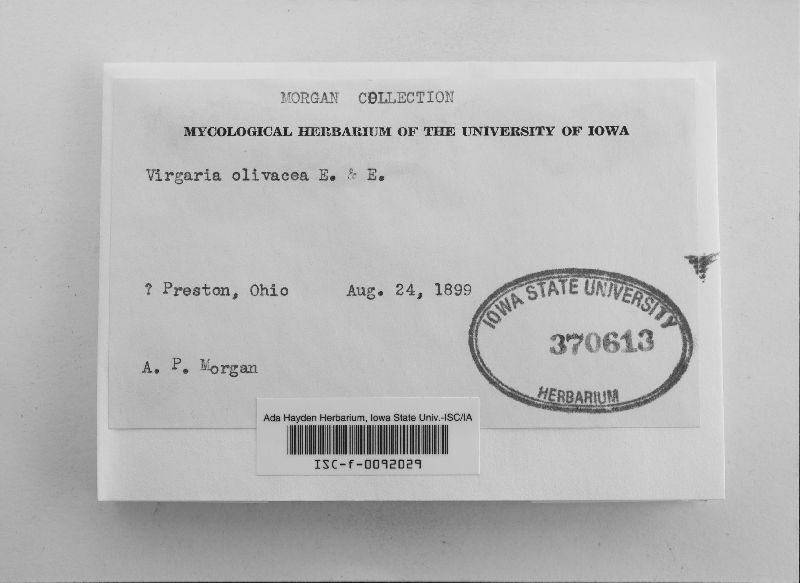 MORGAN COLLECTION
MYCOLOGICAL HERBARIUM OF THE UNIVERSITY OF IOWA
Virgaria olivacea E. & E.
? Preston, Ohio Aug. 24, 1899
IOWA STATE UNIVERSITY
370613
HERBARIUM
A. P. Morgan
Ada Hayden Herbarium, Iowa State Univ.-ISC/IA
ISC-f-0092029